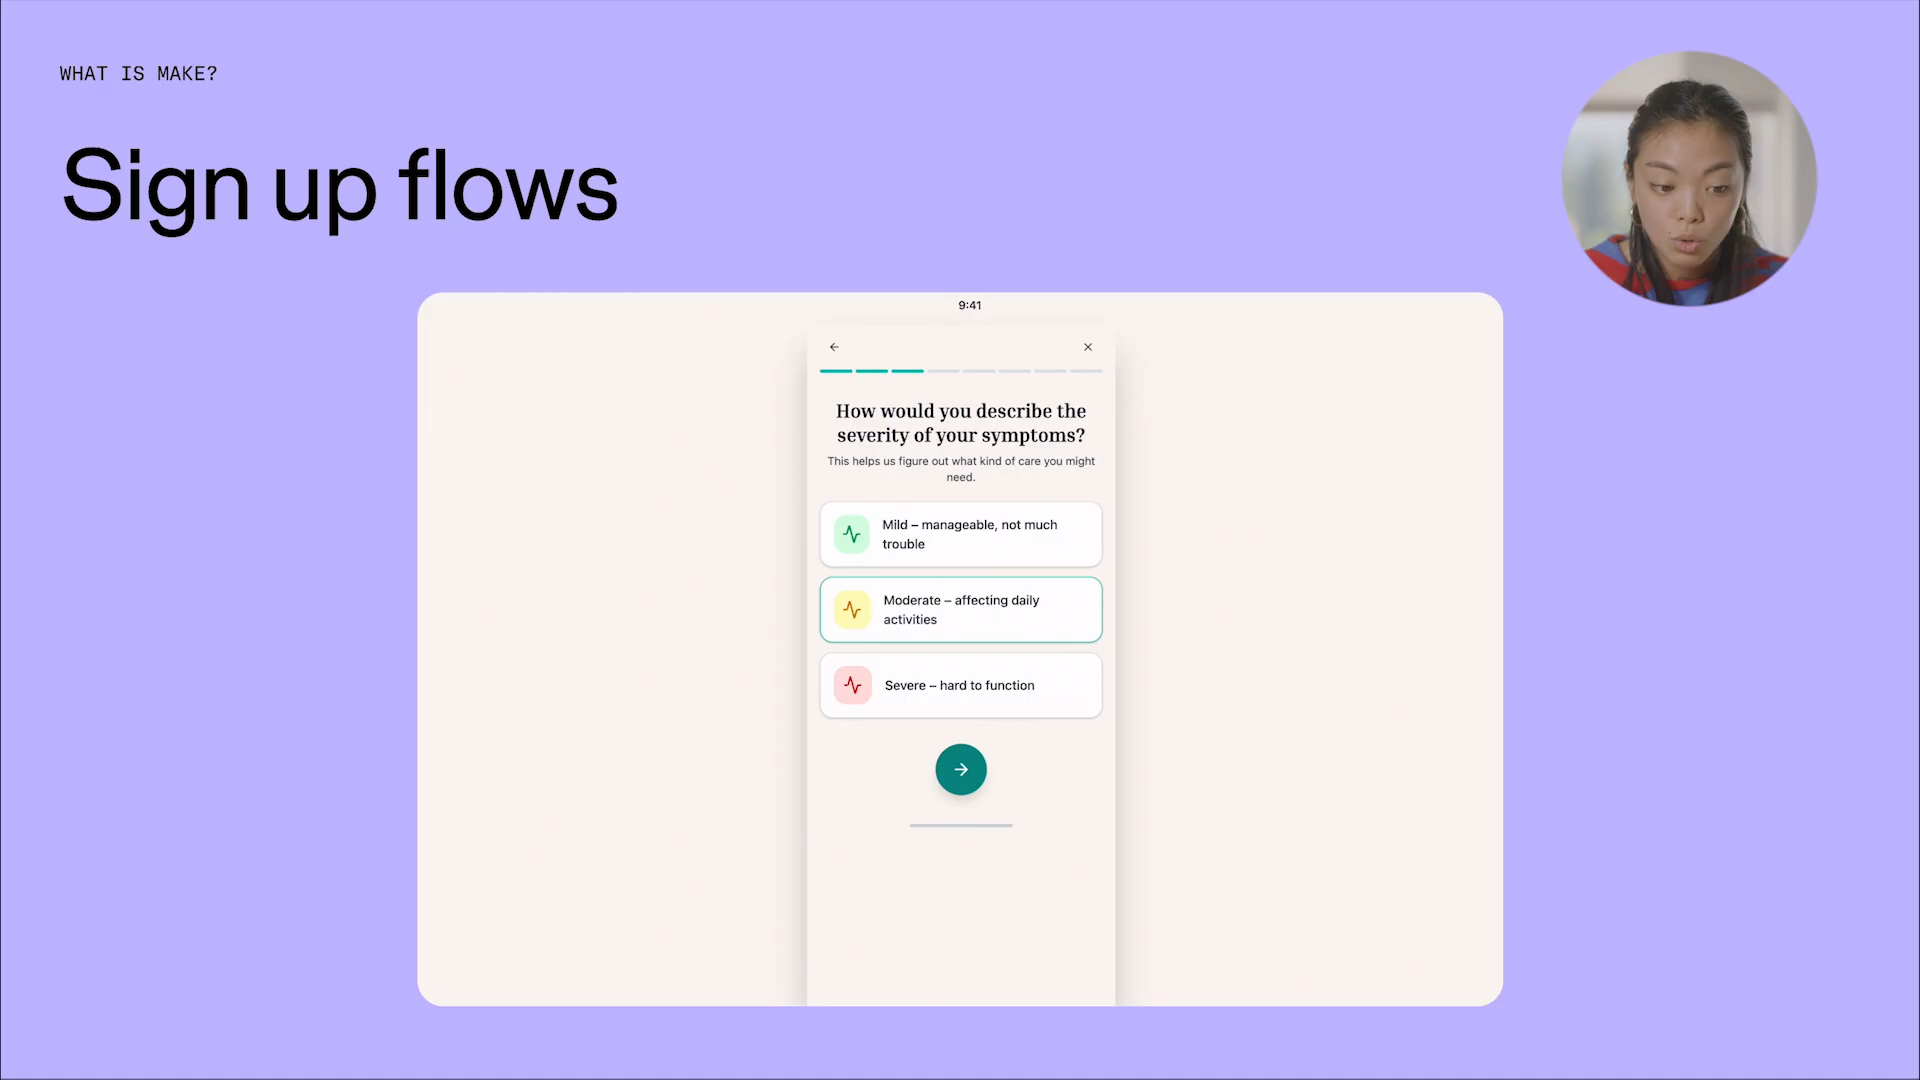 WHAT IS MAKE?
Sign up flows
9:41
How would you describe the
severity of your symptoms?
This helps us figure out what kind of care you might
need.
Mild – manageable, not much
trouble
Moderate – affecting daily
activities
Severe – hard to function